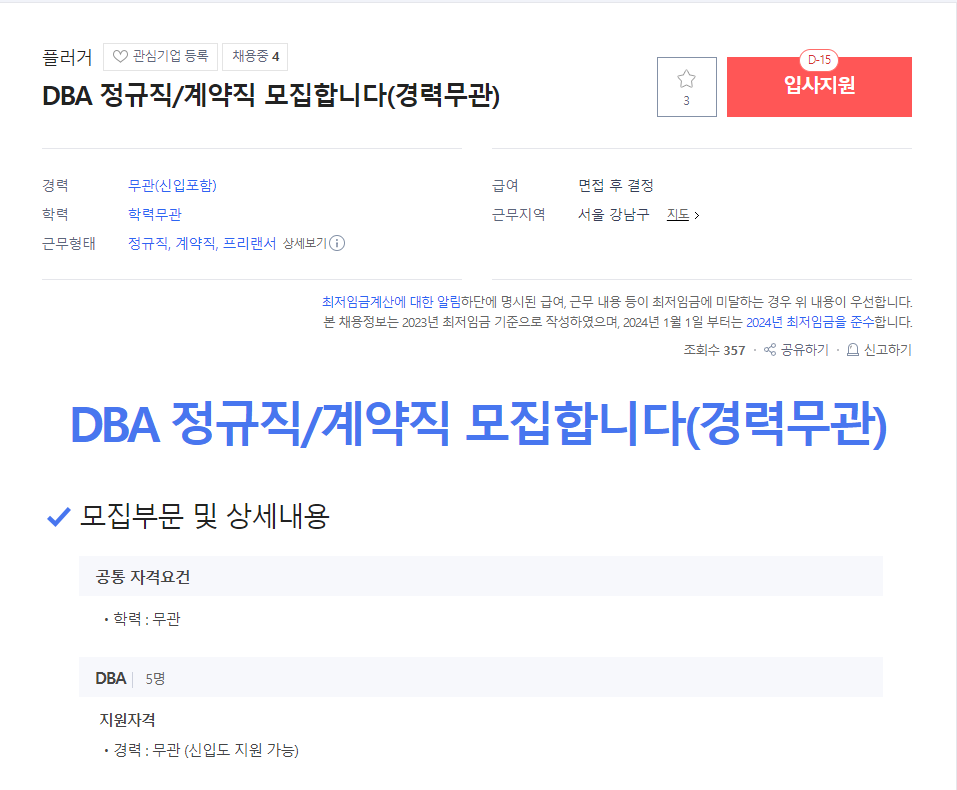 플러거 관심기업 등록 채용중 4
DBA 정규직/계약직 모집합니다(경력무관)
3
D-15
입사지원
경력 무관(신입포함)
학력 학력무관
근무형태 정규직, 계약직, 프리랜서 상세보기
급여 면접 후 결정
근무지역 서울 강남구 지도
최저임금계산에 대한 알림하단에 명시된 급여, 근무 내용 등이 최저임금에 미달하는 경우 위 내용이 우선합니다.
본 채용정보는 2023년 최저임금 기준으로 작성하였으며, 2024년 1월 1일 부터는 2024년 최저임금을 준수합니다.
조회수 357 · 공유하기 · 신고하기
DBA 정규직/계약직 모집합니다(경력무관)
모집부문 및 상세내용
공통 자격요건
• 학력 : 무관
DBA 5명
지원자격
• 경력 : 무관 (신입도 지원 가능)